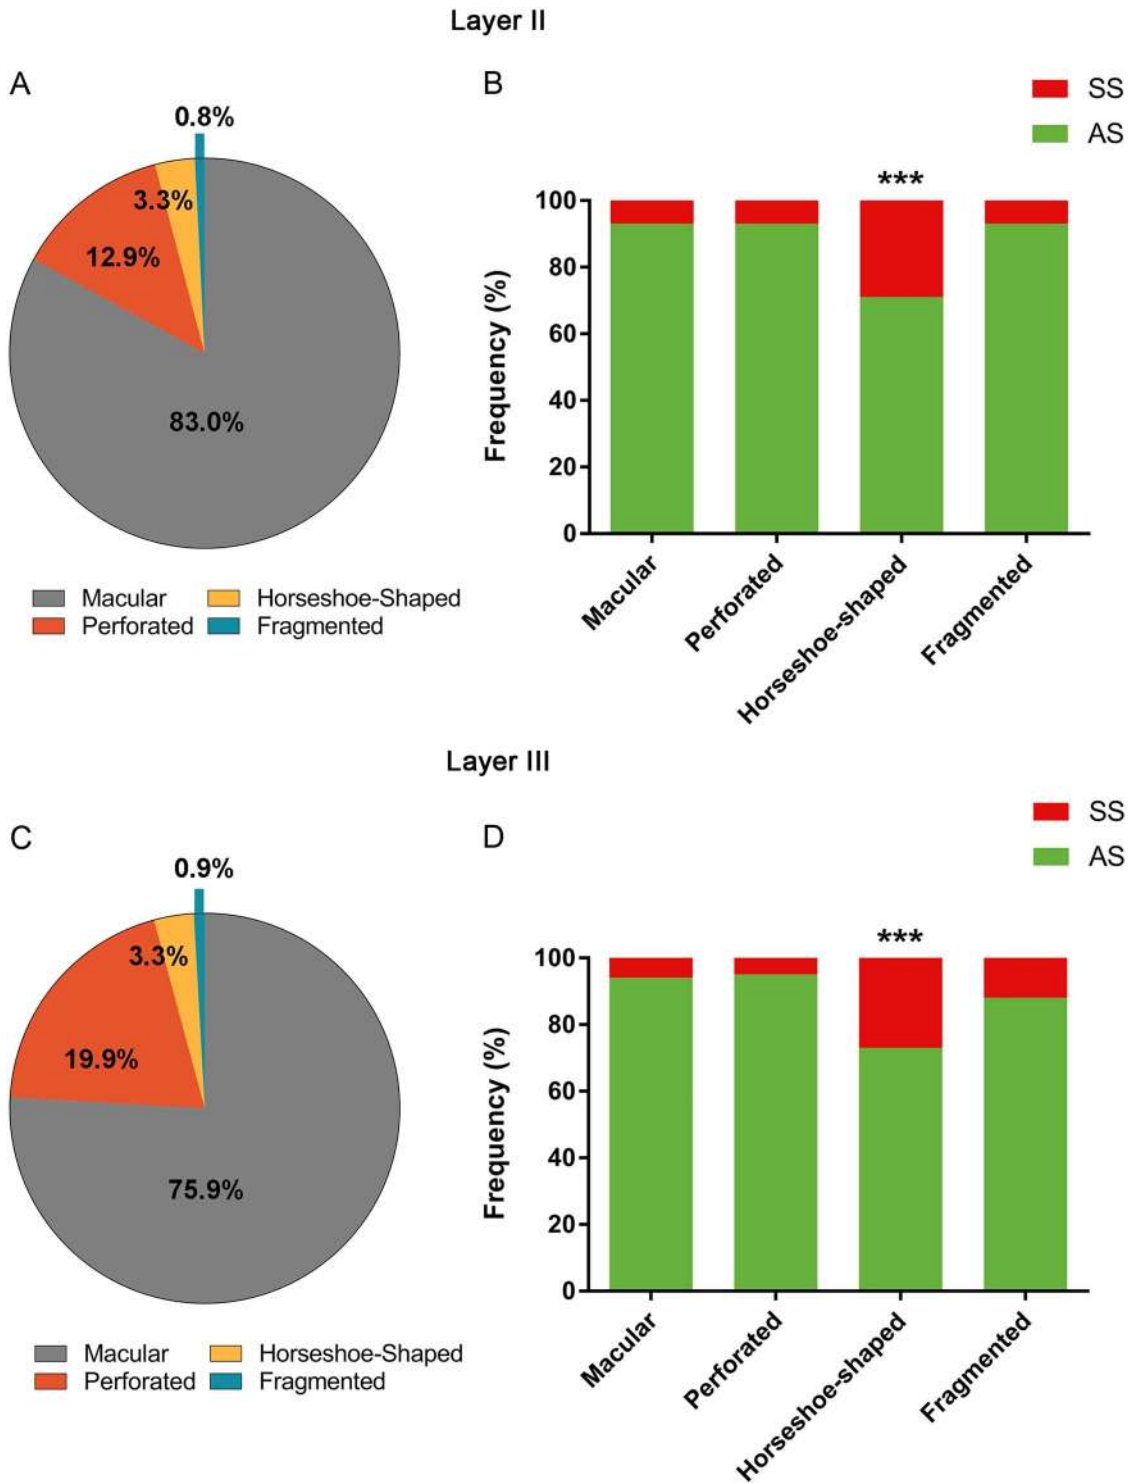 Layer II
A
0.8%
3.3%
12.9%
83.0%
Macular
Horseshoe-Shaped
Perforated
Fragmented
B
SS
AS
***
Frequency (%)
100
80
60
40
20
0
Macular
Perforated
Horseshoe-shaped
Fragmented
Layer III
C
0.9%
3.3%
19.9%
75.9%
Macular
Horseshoe-Shaped
Perforated
Fragmented
D
SS
AS
***
Frequency (%)
100
80
60
40
20
0
Macular
Perforated
Horseshoe-shaped
Fragmented